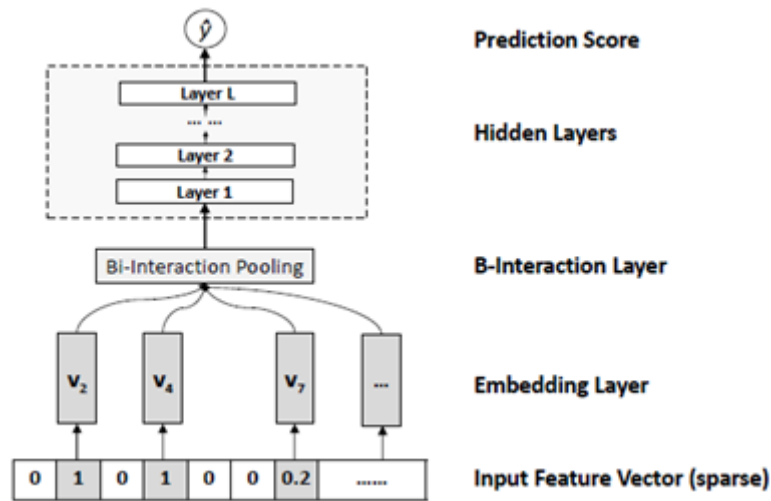 ŷ
Prediction Score
Layer L
... ...
Layer 2
Layer 1
Hidden Layers
Bi-Interaction Pooling
B-Interaction Layer
v₂ v₄ v₇ ...
Embedding Layer
0 1 0 1 0 0 0.2 ......
Input Feature Vector (sparse)